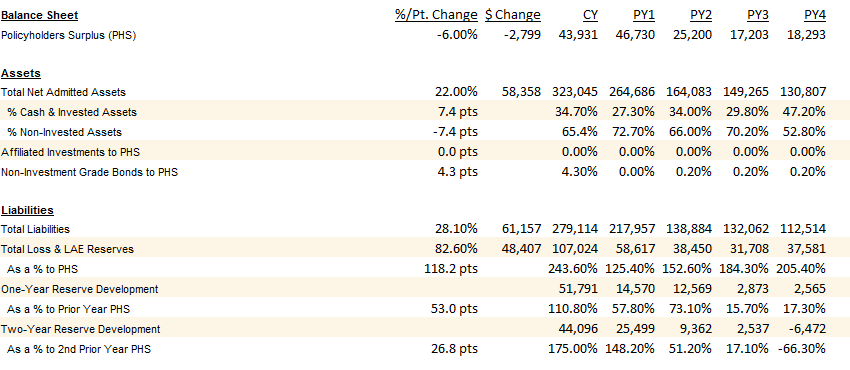 Balance Sheet %/Pt. Change $ Change CY PY1 PY2 PY3 PY4
Policyholders Surplus (PHS) -6.00% -2,799 43,931 46,730 25,200 17,203 18,293
Assets
Total Net Admitted Assets 22.00% 58,358 323,045 264,686 164,083 149,265 130,807
% Cash & Invested Assets 7.4 pts 34.70% 27.30% 34.00% 29.80% 47.20%
% Non-Invested Assets -7.4 pts 65.4% 72.70% 66.00% 70.20% 52.80%
Affiliated Investments to PHS 0.0 pts 0.00% 0.00% 0.00% 0.00% 0.00%
Non-Investment Grade Bonds to PHS 4.3 pts 4.30% 0.00% 0.20% 0.20% 0.20%
Liabilities
Total Liabilities 28.10% 61,157 279,114 217,957 138,884 132,062 112,514
Total Loss & LAE Reserves 82.60% 48,407 107,024 58,617 38,450 31,708 37,581
As a % to PHS 118.2 pts 243.60% 125.40% 152.60% 184.30% 205.40%
One-Year Reserve Development 51,791 14,570 12,569 2,873 2,565
As a % to Prior Year PHS 53.0 pts 110.80% 57.80% 73.10% 15.70% 17.30%
Two-Year Reserve Development 44,096 25,499 9,362 2,537 -6,472
As a % to 2nd Prior Year PHS 26.8 pts 175.00% 148.20% 51.20% 17.10% -66.30%